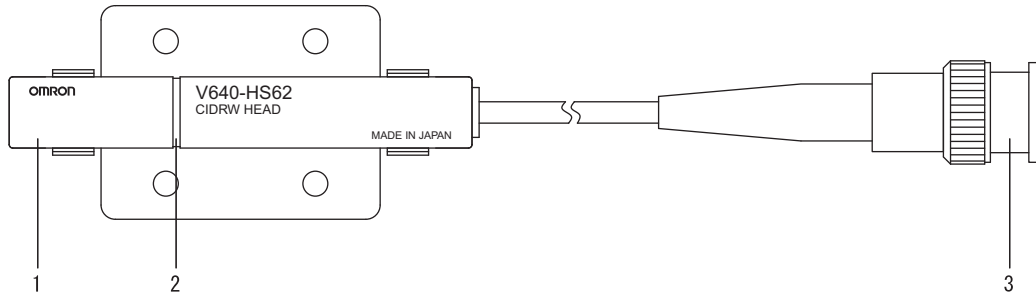 OMRON
V640-HS62
CIDRW HEAD
MADE IN JAPAN
1
2
3